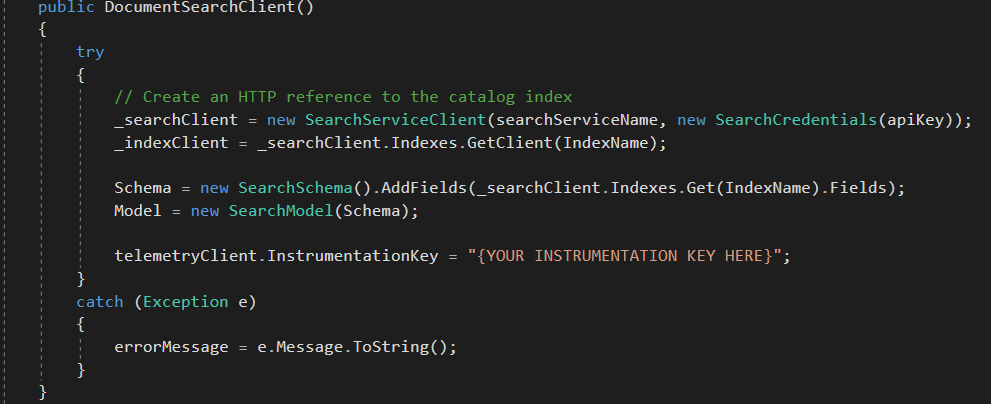 public DocumentSearchClient()
{
try
{
// Create an HTTP reference to the catalog index
_searchClient = new SearchServiceClient(searchServiceName, new SearchCredentials(apiKey));
_indexClient = _searchClient.Indexes.GetClient(IndexName);
Schema = new SearchSchema().AddFields(_searchClient.Indexes.Get(IndexName).Fields);
Model = new SearchModel(Schema);
telemetryClient.InstrumentationKey = "{YOUR INSTRUMENTATION KEY HERE}";
}
catch (Exception e)
{
errorMessage = e.Message.ToString();
}
}